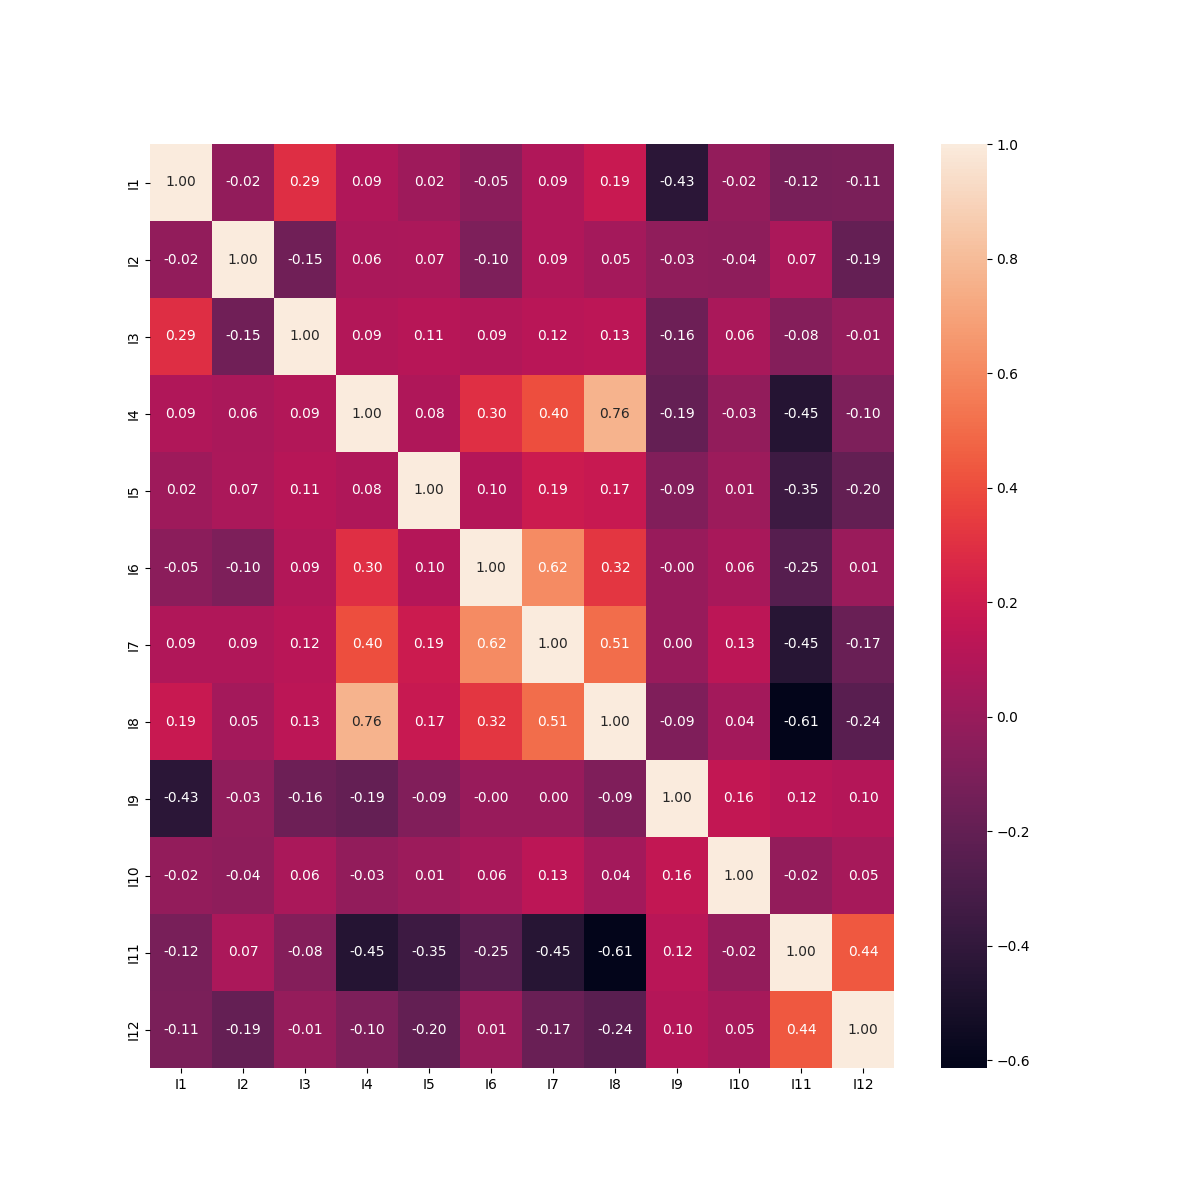 I1 1.00 -0.02 0.29 0.09 0.02 -0.05 0.09 0.19 -0.43 -0.02 -0.12 -0.11
I2 -0.02 1.00 -0.15 0.06 0.07 -0.10 0.09 0.05 -0.03 -0.04 0.07 -0.19
I3 0.29 -0.15 1.00 0.09 0.11 0.09 0.12 0.13 -0.16 0.06 -0.08 -0.01
I4 0.09 0.06 0.09 1.00 0.08 0.30 0.40 0.76 -0.19 -0.03 -0.45 -0.10
I5 0.02 0.07 0.11 0.08 1.00 0.10 0.19 0.17 -0.09 0.01 -0.35 -0.20
I6 -0.05 -0.10 0.09 0.30 0.10 1.00 0.62 0.32 -0.00 0.06 -0.25 0.01
I7 0.09 0.09 0.12 0.40 0.19 0.62 1.00 0.51 0.00 0.13 -0.45 -0.17
I8 0.19 0.05 0.13 0.76 0.17 0.32 0.51 1.00 -0.09 0.04 -0.61 -0.24
I9 -0.43 -0.03 -0.16 -0.19 -0.09 -0.00 0.00 -0.09 1.00 0.16 0.12 0.10
I10 -0.02 -0.04 0.06 -0.03 0.01 0.06 0.13 0.04 0.16 1.00 -0.02 0.05
I11 -0.12 0.07 -0.08 -0.45 -0.35 -0.25 -0.45 -0.61 0.12 -0.02 1.00 0.44
I12 -0.11 -0.19 -0.01 -0.10 -0.20 0.01 -0.17 -0.24 0.10 0.05 0.44 1.00
I1 I2 I3 I4 I5 I6 I7 I8 I9 I10 I11 I12
1.0
0.8
0.6
0.4
0.2
0.0
−0.2
−0.4
−0.6